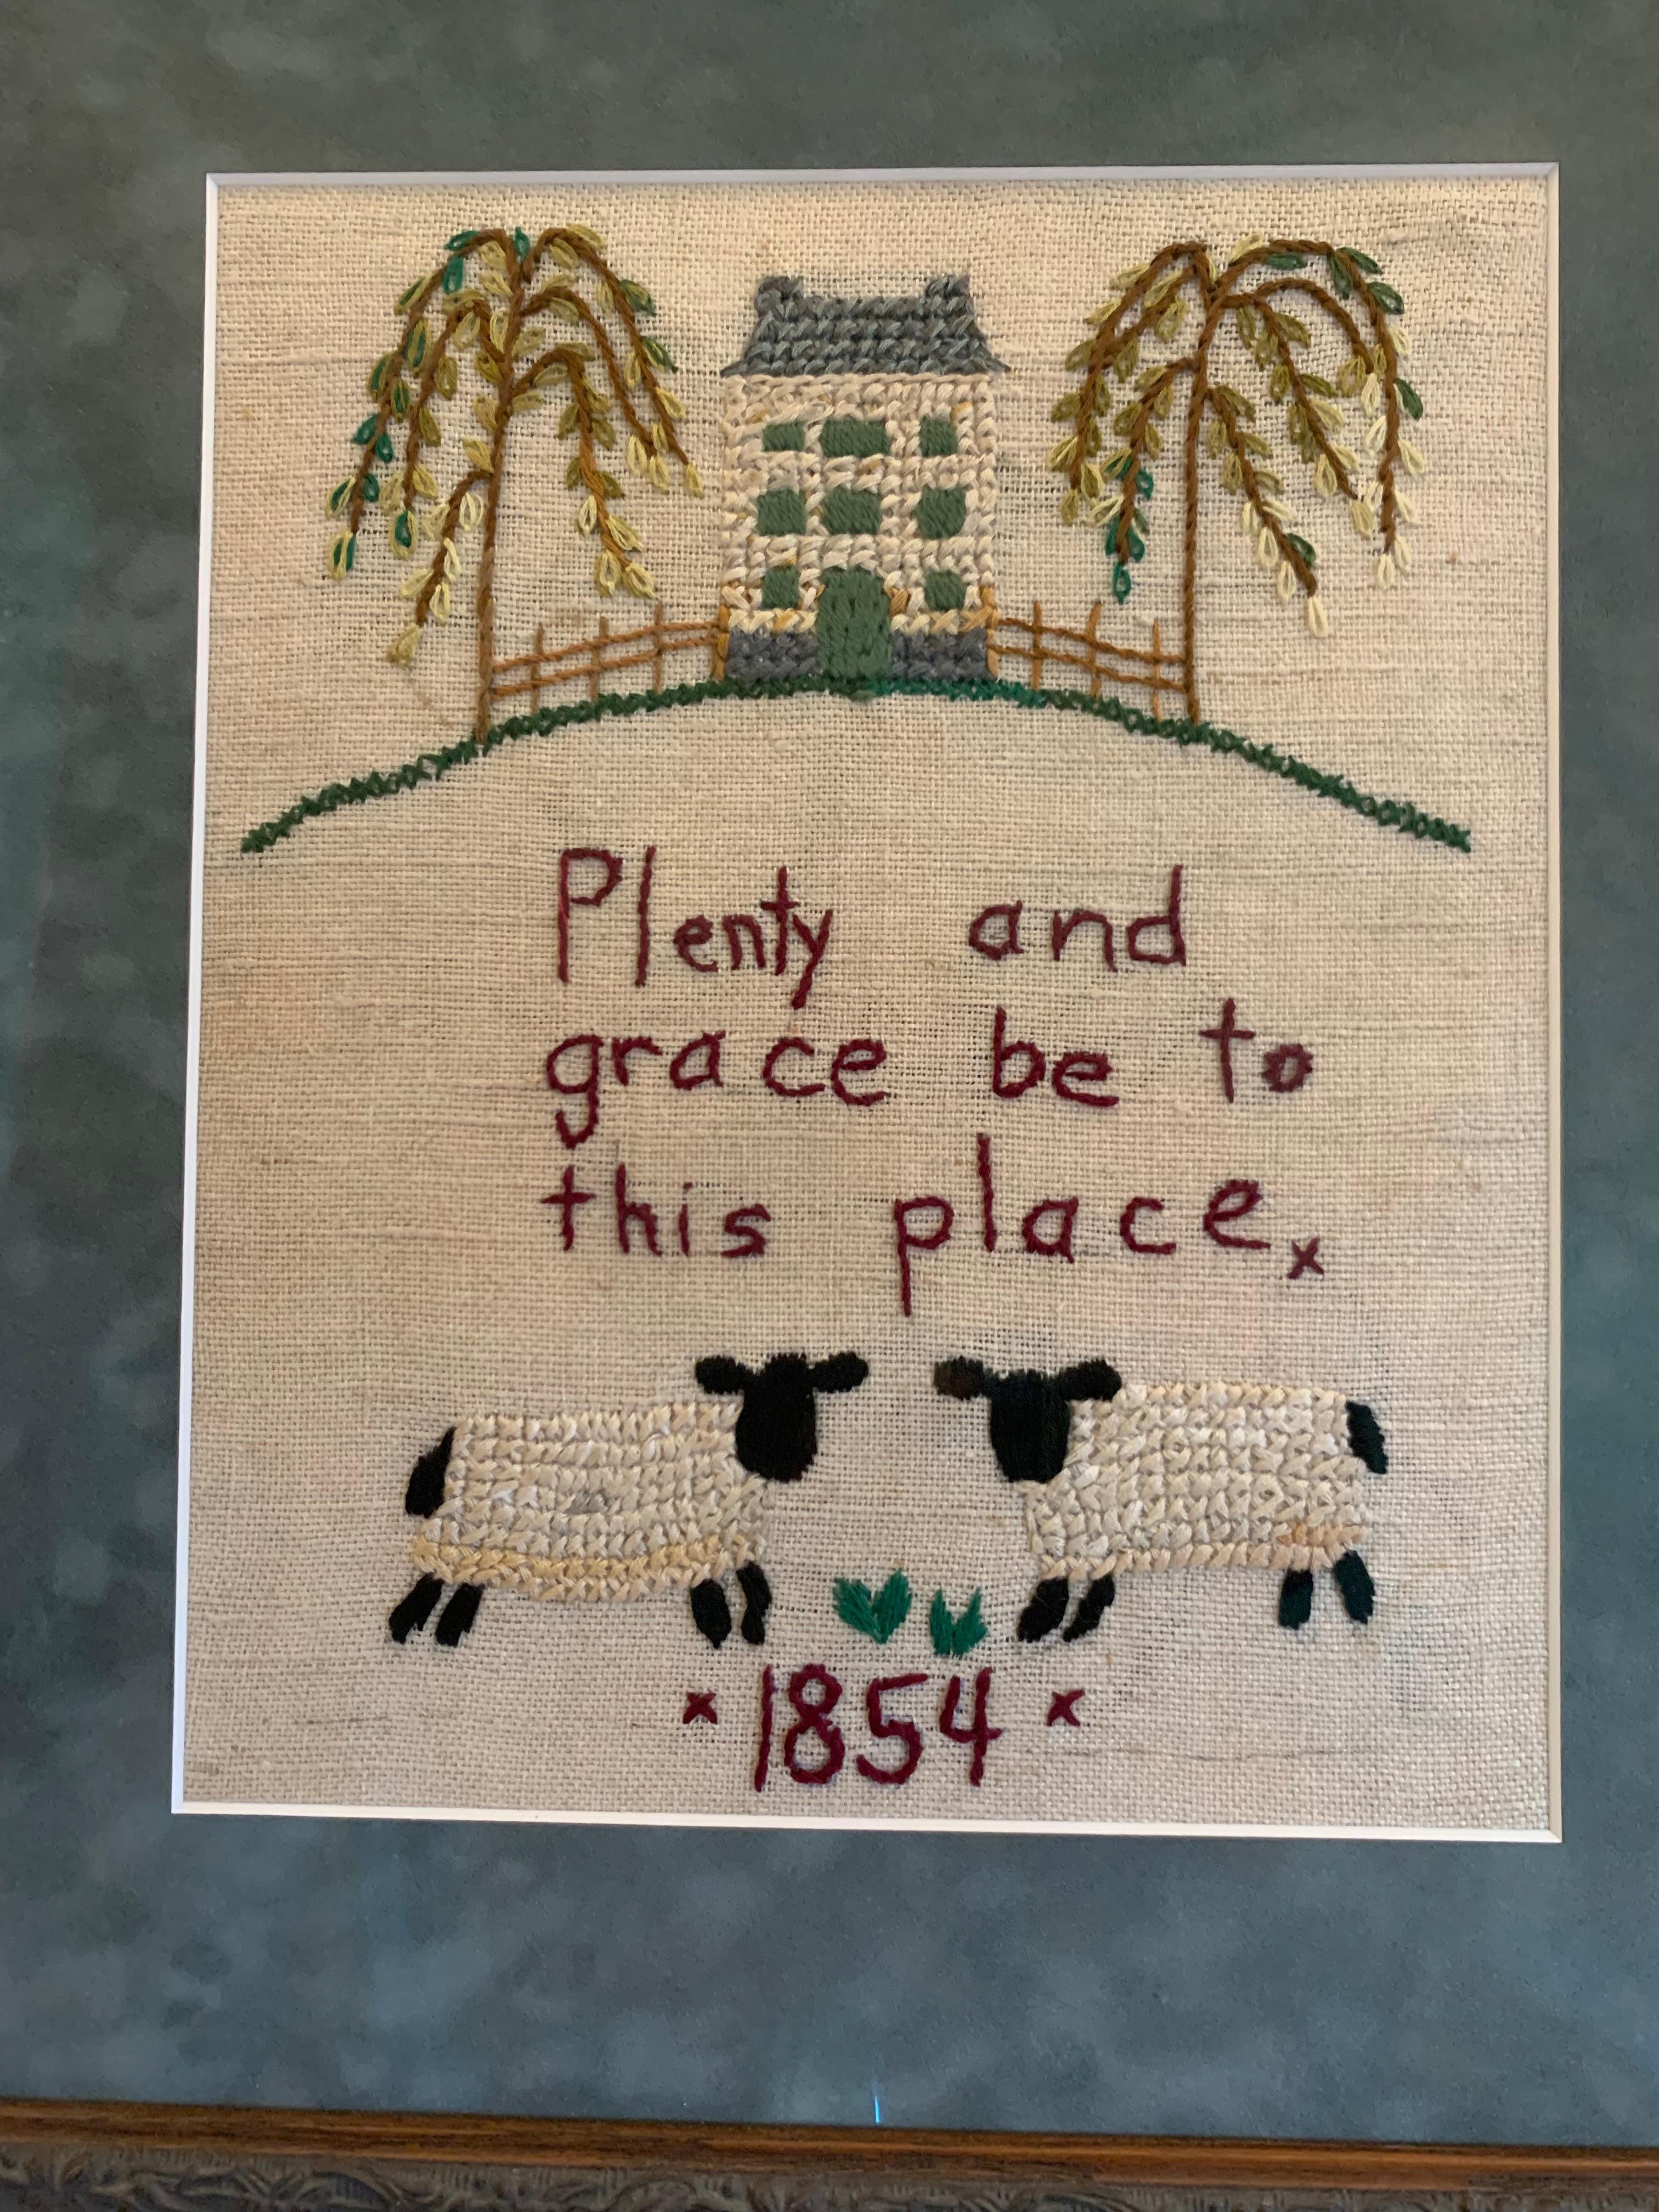 Plenty and
grace be to
this place.
1854